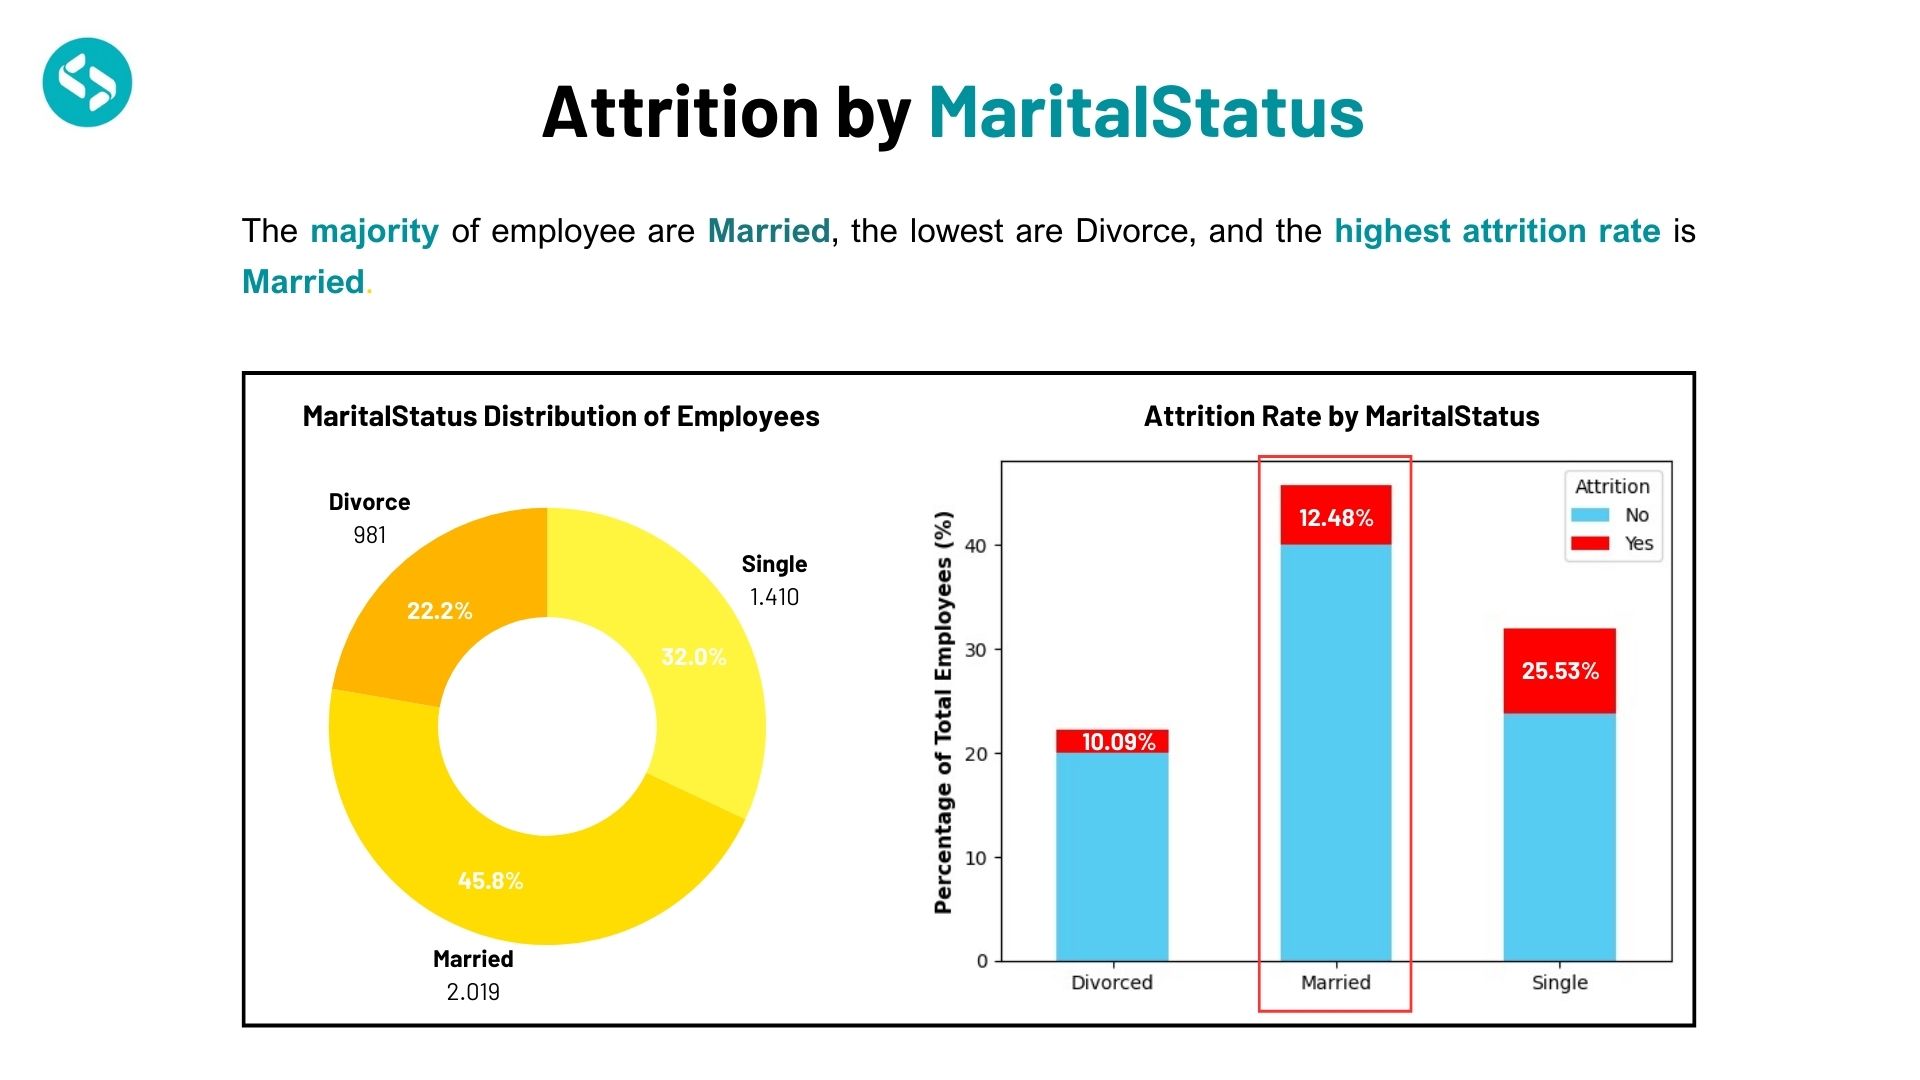 Attrition by MaritalStatus
The majority of employee are Married, the lowest are Divorce, and the highest attrition rate is
Married.
MaritalStatus Distribution of Employees
Divorce
981
Single
1.410
22.2%
32.0%
45.8%
Married
2.019
Attrition Rate by MaritalStatus
Percentage of Total Employees (%)
40
30
20
10
0
Attrition
No
Yes
12.48%
25.53%
10.09%
Divorced
Married
Single